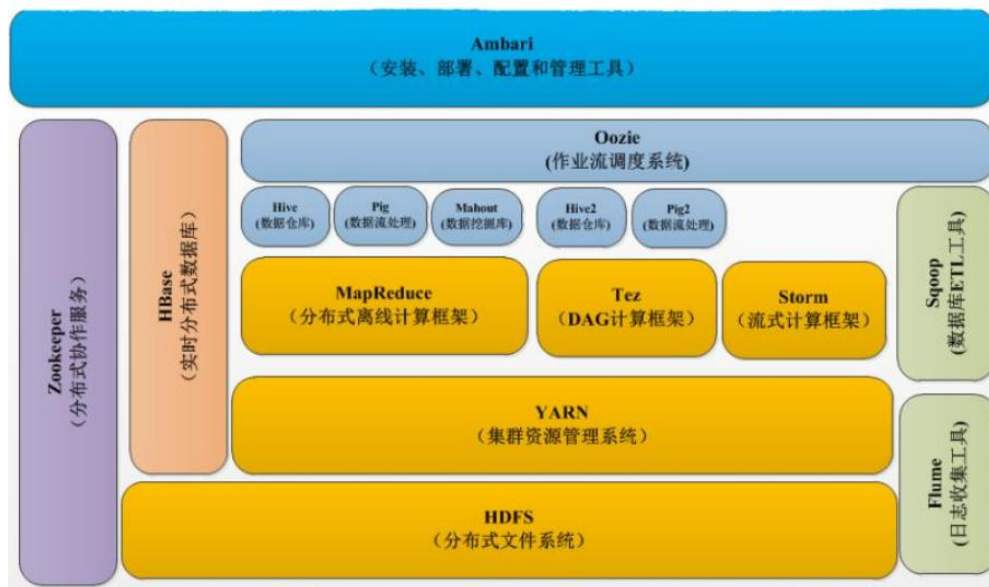 Ambari
（安装、部署、配置和管理工具）
Zookeeper
（分布式协作服务）
HBase
（实时分布式数据库）
Oozie
(作业流调度系统)
Hive
(数据仓库)
Pig
(数据流处理)
Mahout
(数据挖掘库)
Hive2
(数据仓库)
Pig2
(数据流处理)
MapReduce
（分布式离线计算框架）
Tez
（DAG计算框架）
Storm
（流式计算框架）
Sqoop
(数据库ETL工具)
YARN
（集群资源管理系统）
Flume
(日志收集工具)
HDFS
（分布式文件系统）